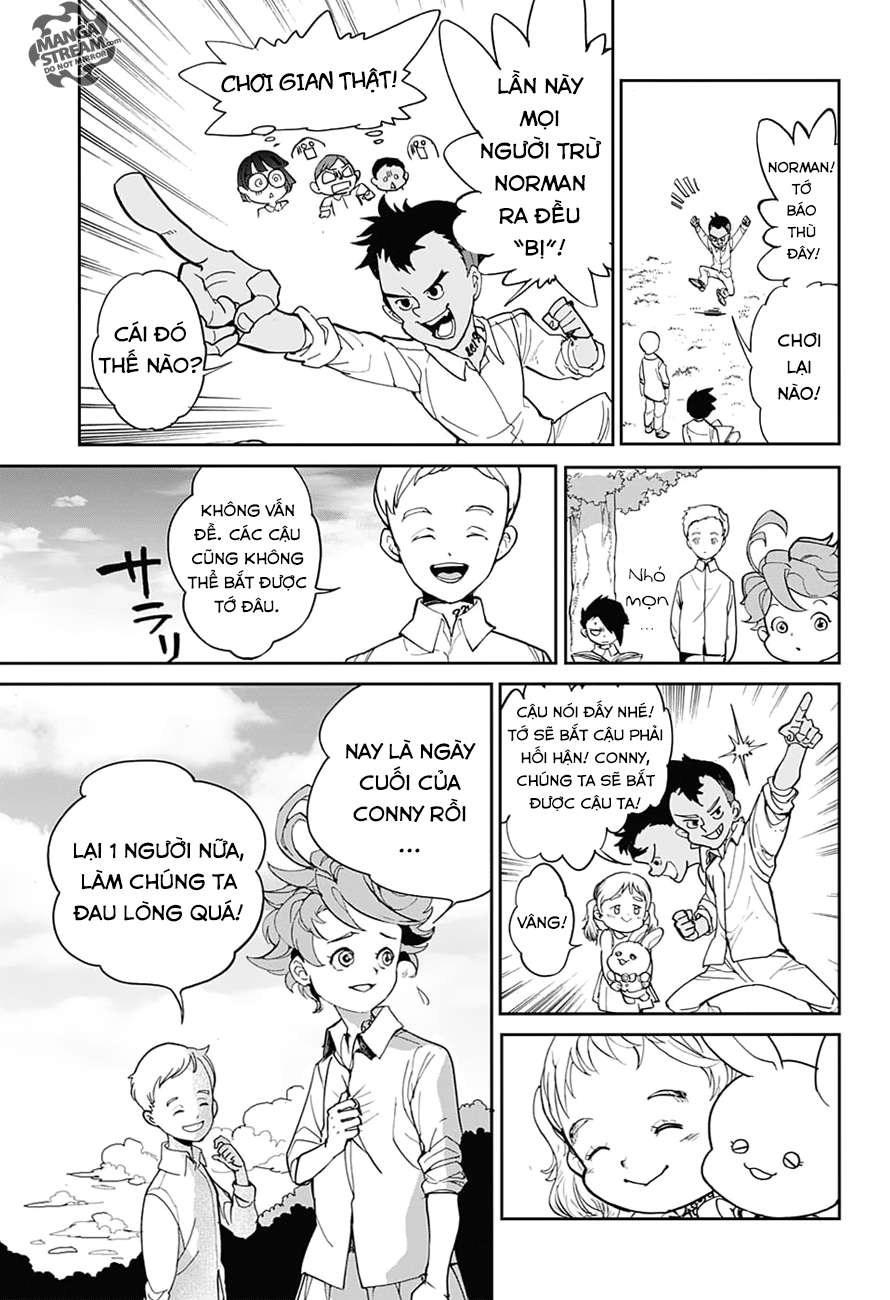 MANGA
STREAM.com
DO NOT MIRROR
NORMAN!
TỚ
BÁO
THÙ
ĐÂY!
CHƠI
LẠI
NÀO!
LẦN NÀY
MỌI
NGƯỜI TRỪ
NORMAN
RA ĐỀU
"BỊ"!
CHƠI GIAN THẬT!
CÁI ĐÓ
THẾ NÀO?
Nhỏ
mọn
...
KHÔNG VẤN
ĐỀ. CÁC CẬU
CŨNG KHÔNG
THỂ BẮT ĐƯỢC
TỚ ĐÂU.
サラリ
CẬU NÓI ĐẤY NHÉ!
TỚ SẼ BẮT CẬU PHẢI
HỐI HẬN! CONNY,
CHÚNG TA SẼ BẮT
ĐƯỢC CẬU TA!
VÂNG!
NAY LÀ NGÀY
CUỐI CỦA
CONNY RỒI
...
LẠI 1 NGƯỜI NỮA,
LÀM CHÚNG TA
ĐAU LÒNG QUÁ!